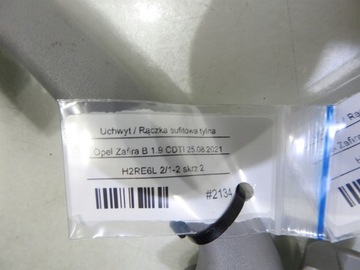 Uchwyt / Rączka sufitowa tylna
Opel Zafira B 1.9 CDTI 25.08.2021
H2RE6L 2/1-2 skrz 2
#2134